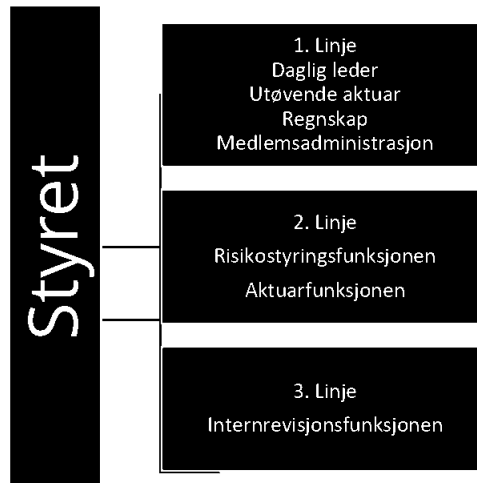 Styret
1. Linje
Daglig leder
Utøvende aktuar
Regnskap
Medlemsadministrasjon
2. Linje
Risikostyringsfunksjonen
Aktuarfunksjonen
3. Linje
Internrevisjonsfunksjonen